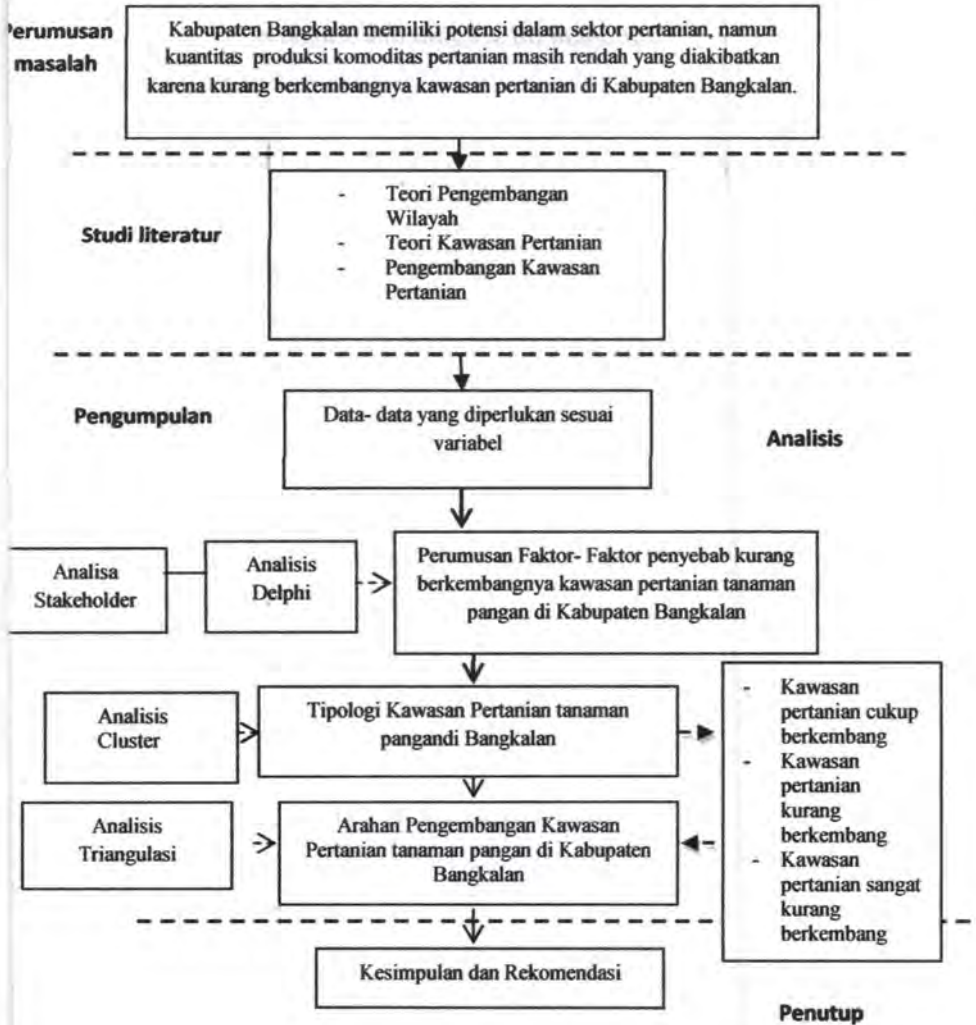 Perumusan
masalah
Kabupaten Bangkalan memiliki potensi dalam sektor pertanian, namun
kuantitas produksi komoditas pertanian masih rendah yang diakibatkan
karena kurang berkembangnya kawasan pertanian di Kabupaten Bangkalan.
Studi literatur
- Teori Pengembangan
Wilayah
- Teori Kawasan Pertanian
- Pengembangan Kawasan
Pertanian
Pengumpulan
Data- data yang diperlukan sesuai
variabel
Analisis
Analisa
Stakeholder
Analisis
Delphi
Perumusan Faktor- Faktor penyebab kurang
berkembangnya kawasan pertanian tanaman
pangan di Kabupaten Bangkalan
Analisis
Cluster
Tipologi Kawasan Pertanian tanaman
pangandi Bangkalan
- Kawasan
pertanian cukup
berkembang
- Kawasan
pertanian
kurang
berkembang
- Kawasan
pertanian sangat
kurang
berkembang
Analisis
Triangulasi
Arahan Pengembangan Kawasan
Pertanian tanaman pangan di Kabupaten
Bangkalan
Kesimpulan dan Rekomendasi
Penutup